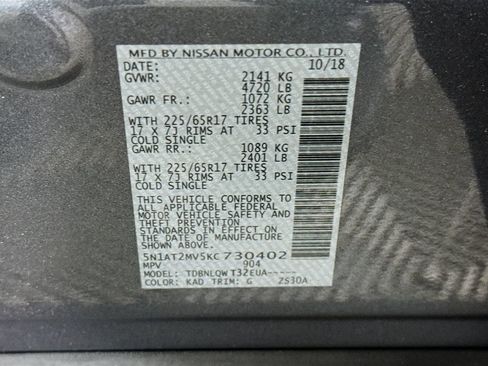 MFD BY NISSAN MOTOR CO., LTD.
DATE: 10/18
GVWR: 2141 KG
4720 LB
GAWR FR.: 1072 KG
2363 LB
WITH 225/65R17 TIRES
17 X 7J RIMS AT 33 PSI
COLD SINGLE
GAWR RR.: 1089 KG
2401 LB
WITH 225/65R17 TIRES
17 X 7J RIMS AT 33 PSI
COLD SINGLE
THIS VEHICLE CONFORMS TO
ALL APPLICABLE FEDERAL
MOTOR VEHICLE SAFETY AND
THEFT PREVENTION
STANDARDS IN EFFECT ON
THE DATE OF MANUFACTURE
SHOWN ABOVE.
5N1AT2MV5KC730402
MPV 904
MODEL: TDBNLQWT32EUA-----
COLOR: KAD TRIM: G ZS30A